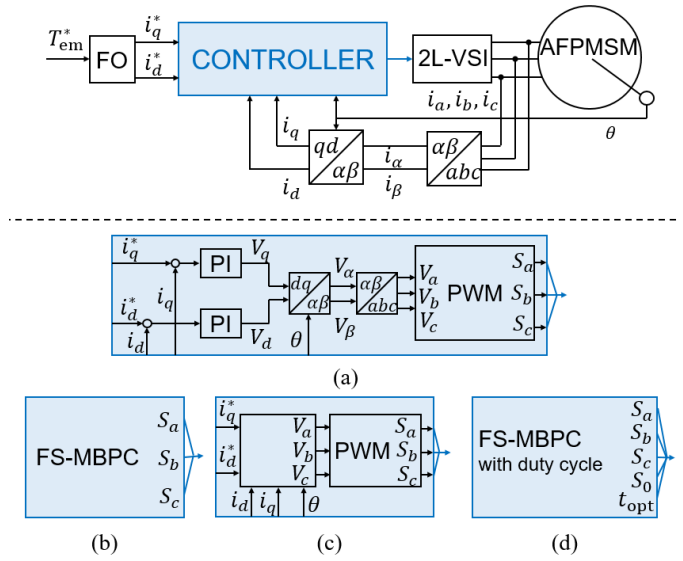 T*em
FO
i*q
i*d
CONTROLLER
2L-VSI
AFPMSM
ia, ib, ic
θ
iq
id
qd
αβ
iα
iβ
αβ
abc
i*q
PI
Vq
iq
i*d
id
PI
Vd
dq
αβ
θ
Vα
Vβ
αβ
abc
Va
Vb
Vc
PWM
Sa
Sb
Sc
(a)
FS-MBPC
Sa
Sb
Sc
(b)
i*q
i*d
id
iq
θ
Va
Vb
Vc
PWM
Sa
Sb
Sc
(c)
FS-MBPC
with duty cycle
Sa
Sb
Sc
S0
topt
(d)